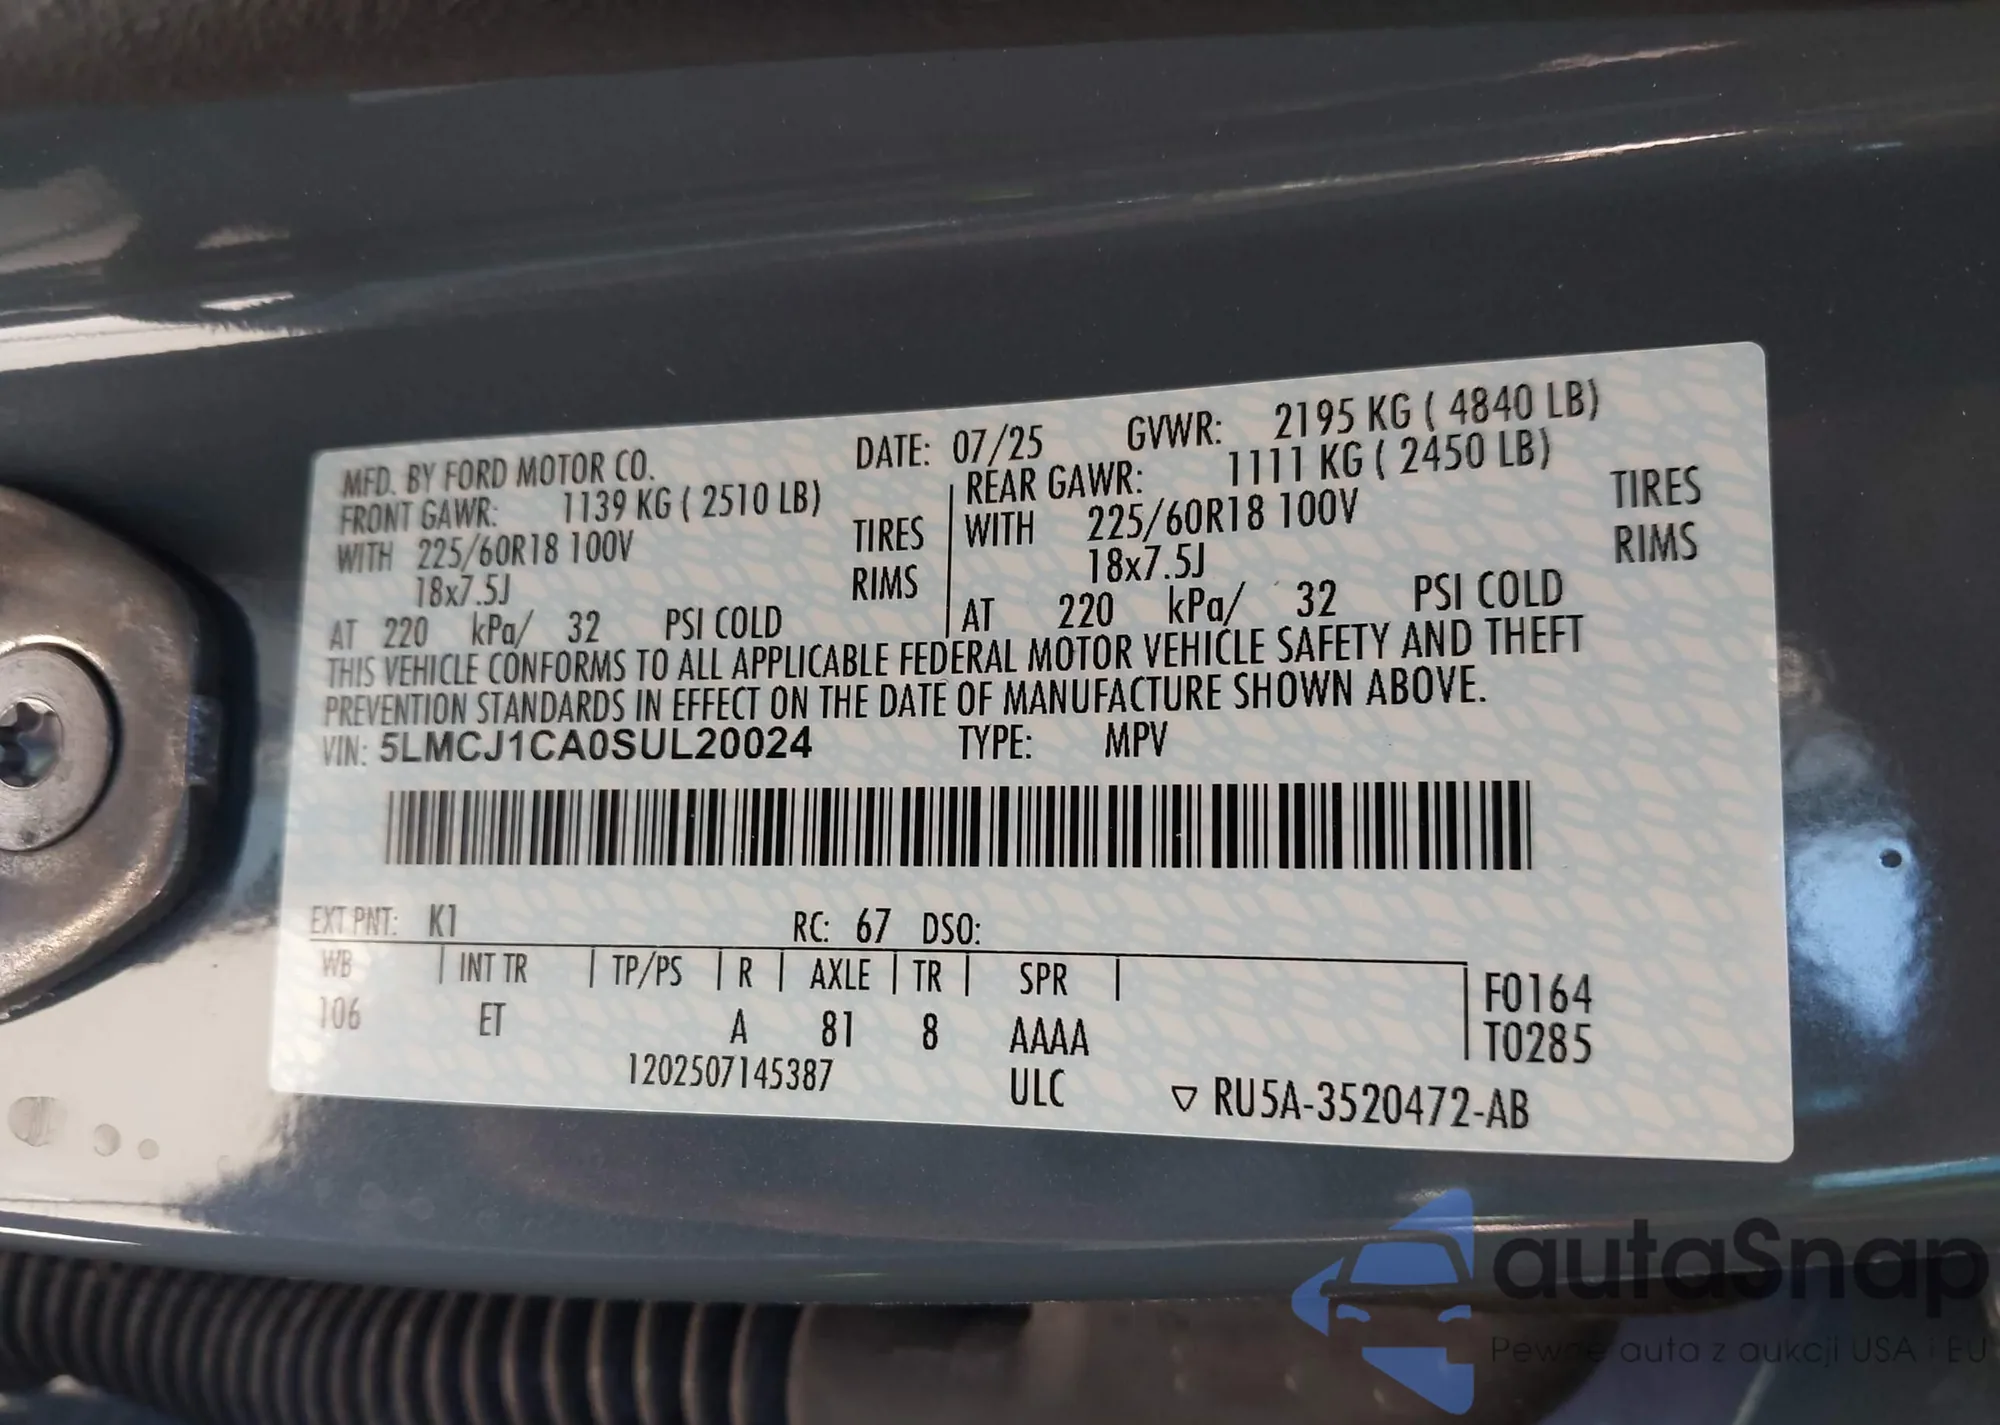 MFD. BY FORD MOTOR CO. DATE: 07/25 GVWR: 2195 KG ( 4840 LB)
FRONT GAWR: 1139 KG ( 2510 LB) REAR GAWR: 1111 KG ( 2450 LB)
WITH 225/60R18 100V TIRES WITH 225/60R18 100V TIRES
18x7.5J RIMS 18x7.5J RIMS
AT 220 kPa/ 32 PSI COLD AT 220 kPa/ 32 PSI COLD
THIS VEHICLE CONFORMS TO ALL APPLICABLE FEDERAL MOTOR VEHICLE SAFETY AND THEFT
PREVENTION STANDARDS IN EFFECT ON THE DATE OF MANUFACTURE SHOWN ABOVE.
VIN: 5LMCJ1CA0SUL20024 TYPE: MPV
EXT PNT: K1 RC: 67 DSO:
WB INT TR TP/PS R AXLE TR SPR F0164
106 ET A 81 8 AAAA T0285
1202507145387 ULC ▽ RU5A-3520472-AB
autaSnap
Pewne auta z aukcji USA i EU